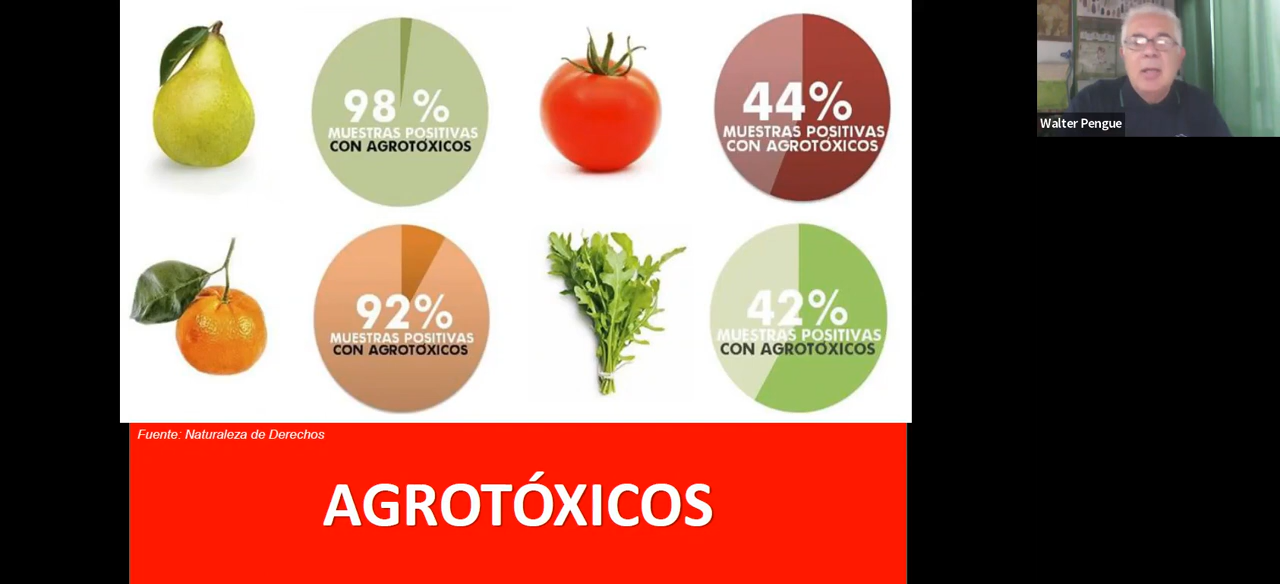 98 %
MUESTRAS POSITIVAS
CON AGROTÓXICOS
44%
MUESTRAS POSITIVAS
CON AGROTÓXICOS
Walter Pengue
92%
MUESTRAS POSITIVAS
CON AGROTÓXICOS
42%
MUESTRAS POSITIVAS
CON AGROTÓXICOS
Fuente: Naturaleza de Derechos
AGROTÓXICOS